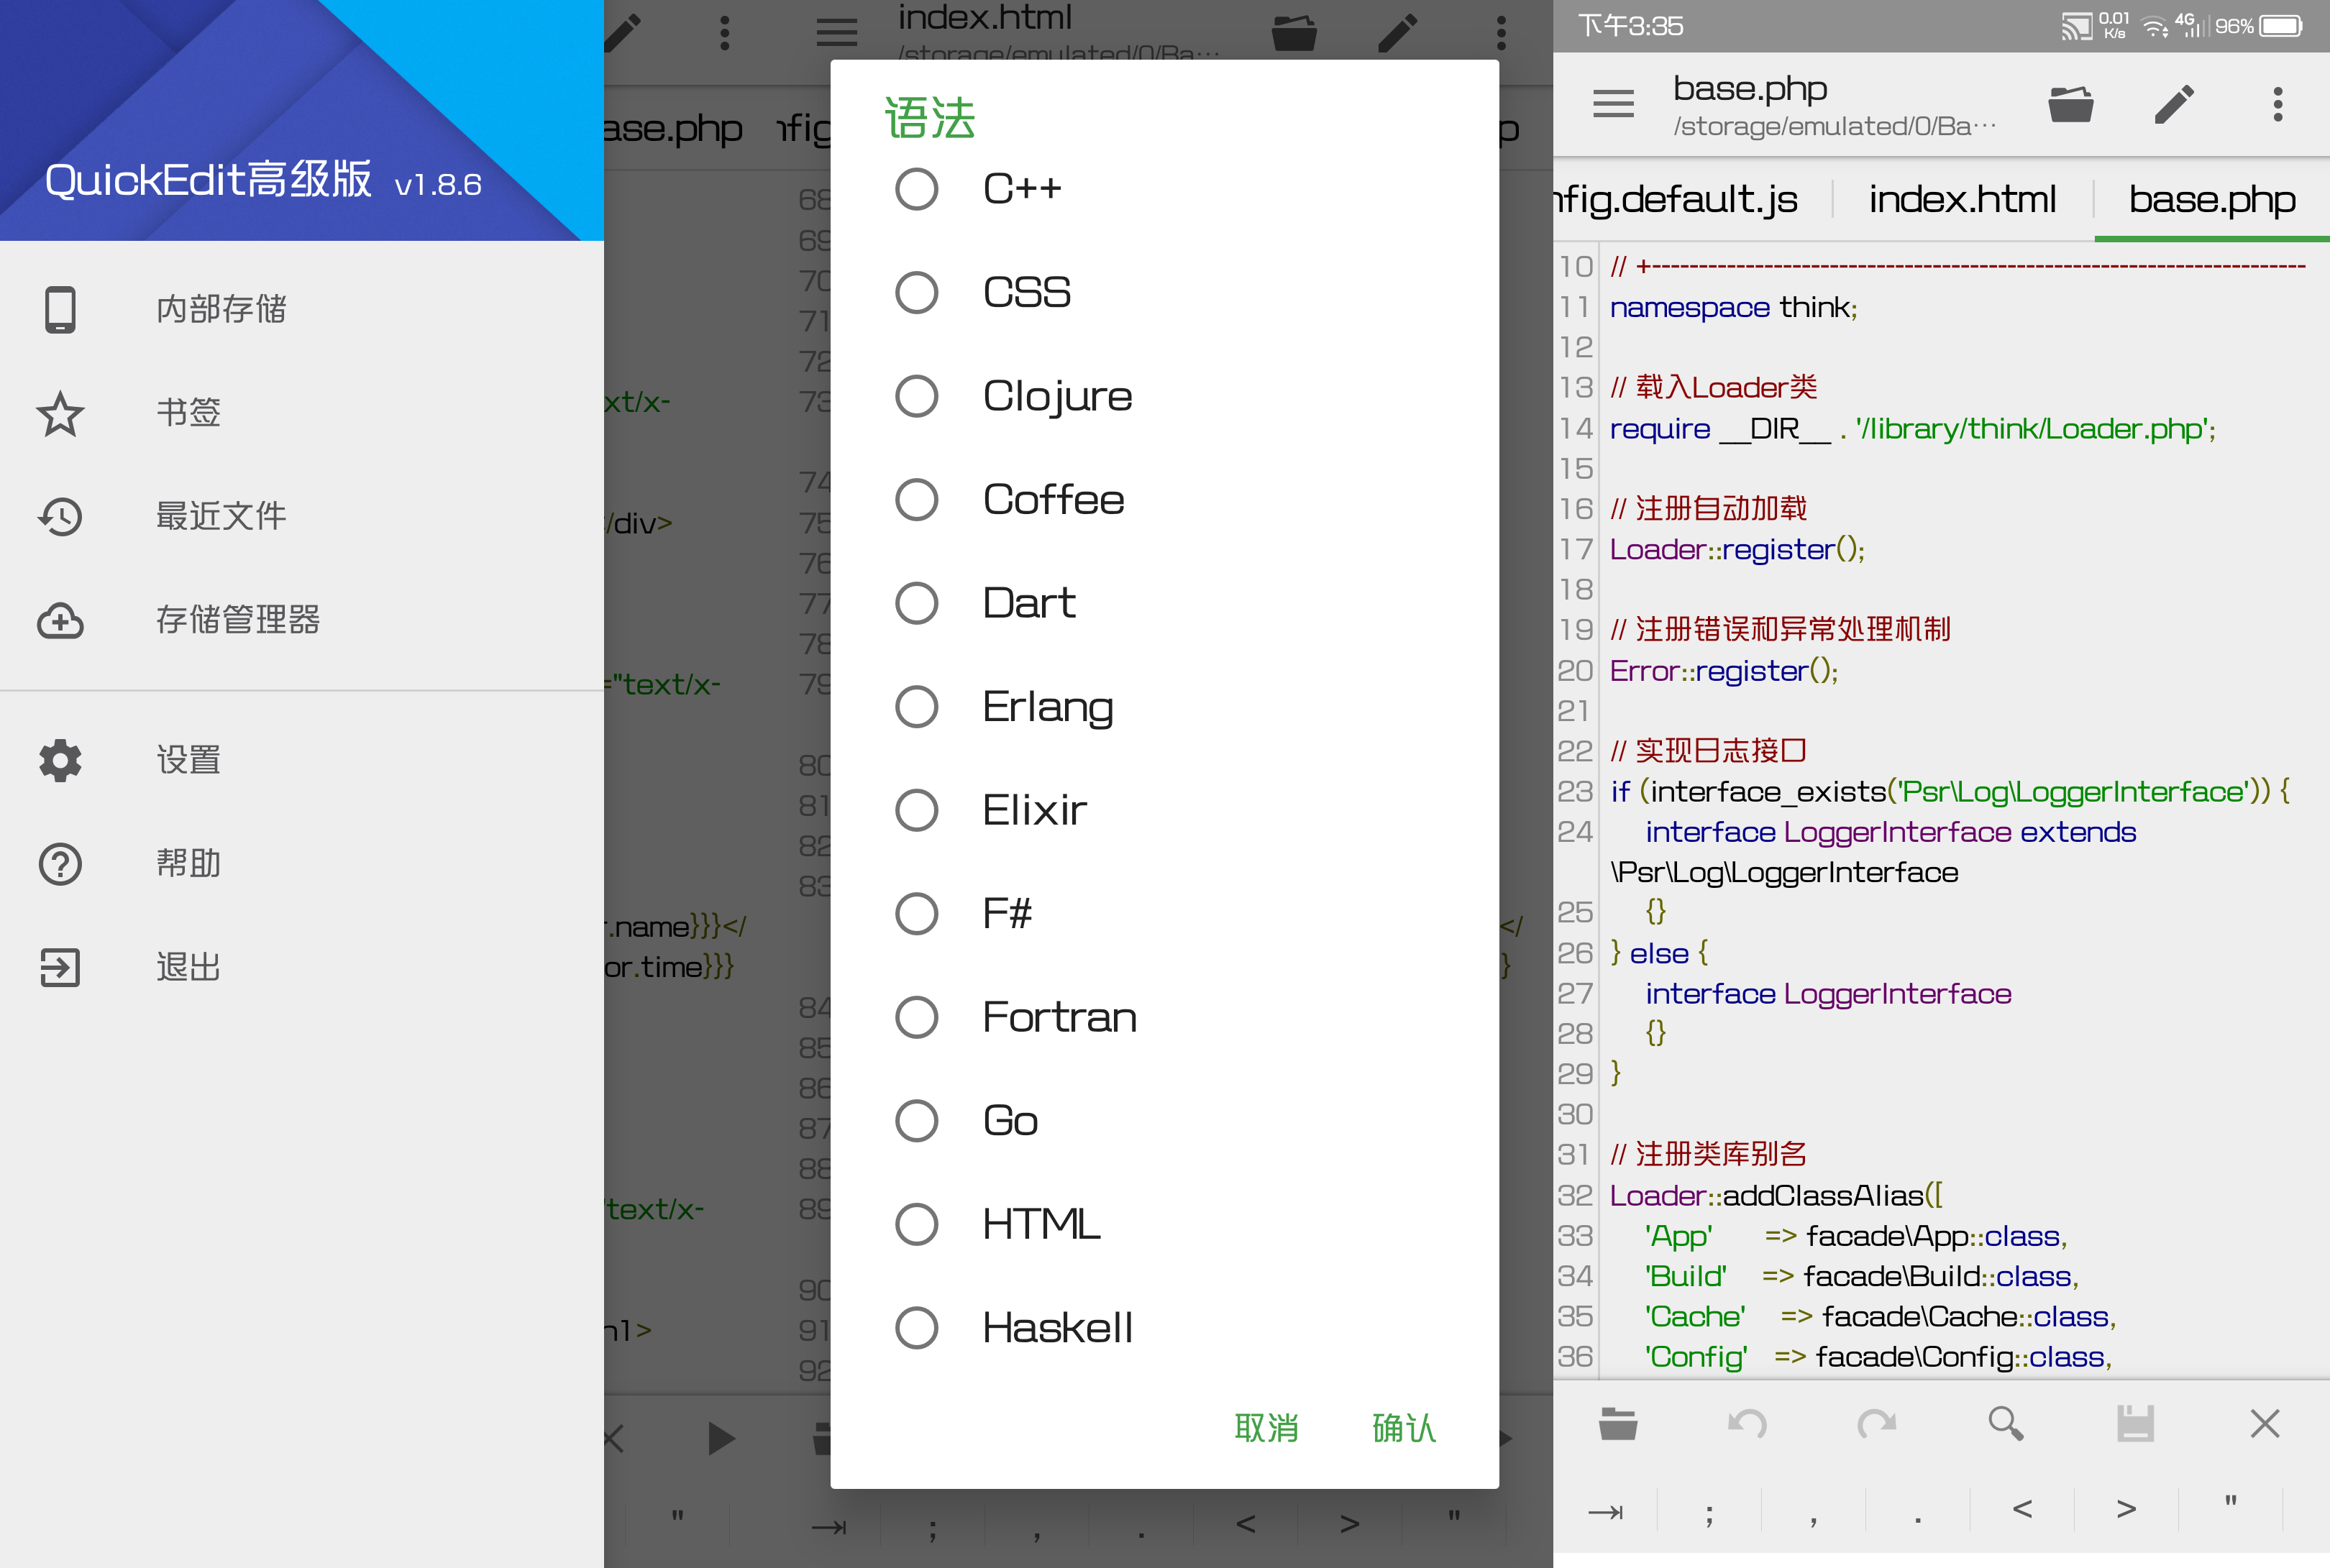 QuickEdit高级版 v1.8.6
内部存储
书签
最近文件
存储管理器
设置
帮助
退出
ase.php
xt/x-
/div>
="text/x-
r.name}}}</
or.time}}}
text/x-
n1>
"
index.html
/storage/emulated/0/Ba…
68
69
70
71
72
73
74
75
76
77
78
79
80
81
82
83
84
85
86
87
88
89
90
91
92
语法
C++
CSS
Clojure
Coffee
Dart
Erlang
Elixir
F#
Fortran
Go
HTML
Haskell
取消 确认
; , . < > "
下午3:35 0.01 K/s 4G 96%
base.php
/storage/emulated/0/Ba…
nfig.default.js index.html base.php
10 // +----------------------------------------------------------------------
11 namespace think;
12
13 // 载入Loader类
14 require __DIR__ . '/library/think/Loader.php';
15
16 // 注册自动加载
17 Loader::register();
18
19 // 注册错误和异常处理机制
20 Error::register();
21
22 // 实现日志接口
23 if (interface_exists('Psr\Log\LoggerInterface')) {
24 interface LoggerInterface extends
\Psr\Log\LoggerInterface
25 {}
26 } else {
27 interface LoggerInterface
28 {}
29 }
30
31 // 注册类库别名
32 Loader::addClassAlias([
33 'App' => facade\App::class,
34 'Build' => facade\Build::class,
35 'Cache' => facade\Cache::class,
36 'Config' => facade\Config::class,
; , . < > "